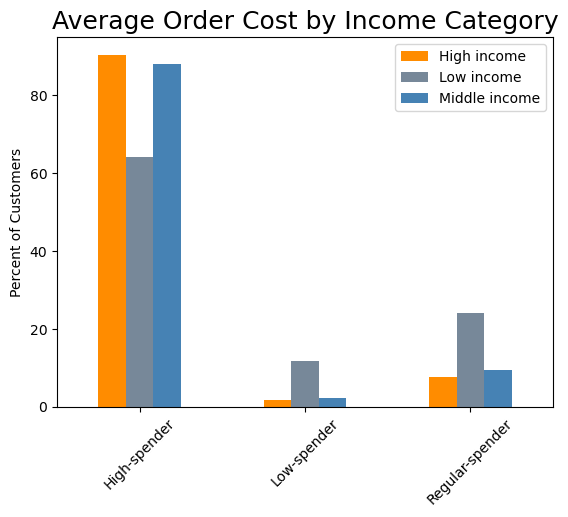 Average Order Cost by Income Category
High income
Low income
Middle income
Percent of Customers
80
60
40
20
0
High-spender
Low-spender
Regular-spender